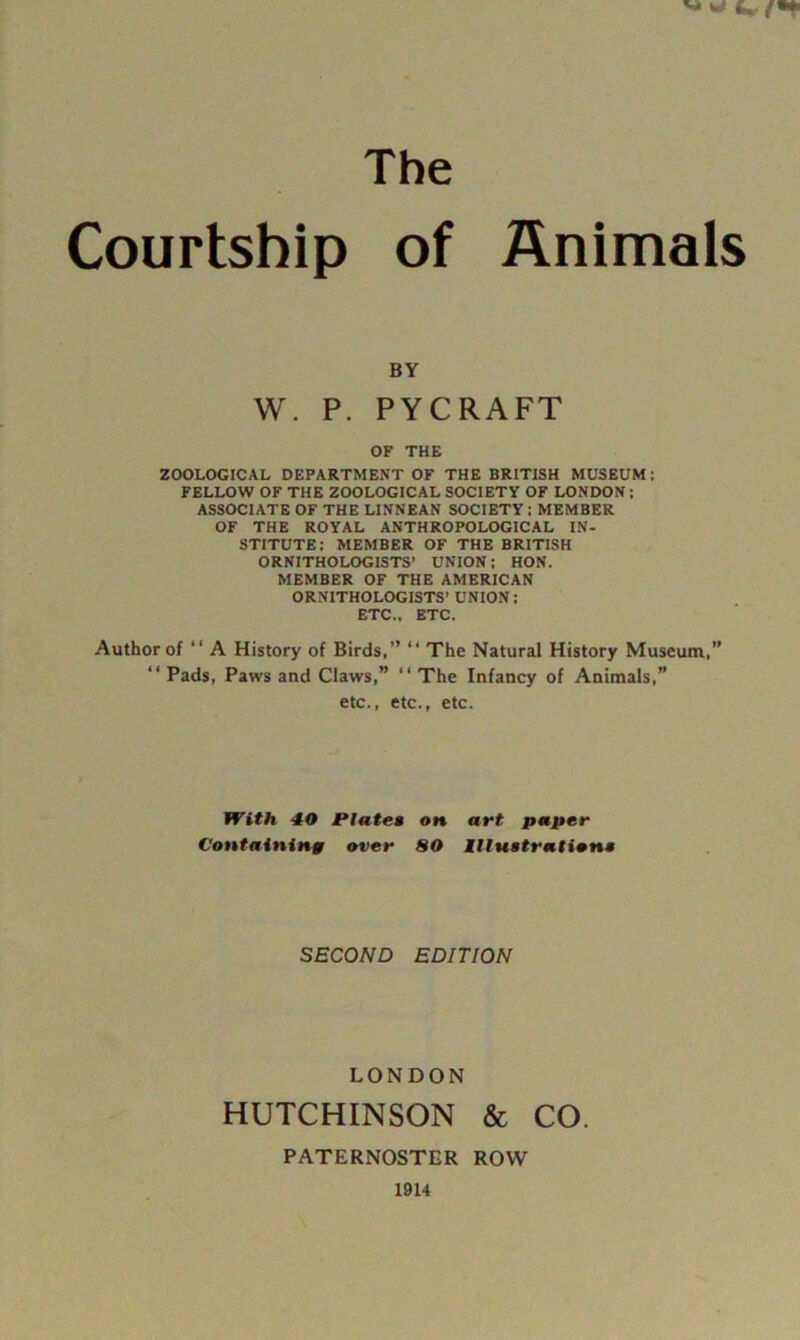 The
Courtship of Animals
BY
W. P. PYCRAFT
OF THE
ZOOLOGICAL DEPARTMENT OF THE BRITISH MUSEUM;
FELLOW OF THE ZOOLOGICAL SOCIETY OF LONDON;
ASSOCIATE OF THE LINNEAN SOCIETY; MEMBER
OF THE ROYAL ANTHROPOLOGICAL IN-
STITUTE; MEMBER OF THE BRITISH
ORNITHOLOGISTS' UNION; HON.
MEMBER OF THE AMERICAN
ORNITHOLOGISTS' UNION;
ETC., ETC.
Author of “A History of Birds,” “The Natural History Museum,”
“Pads, Paws and Claws,” “The Infancy of Animals,”
etc., etc., etc.
With 40 Plates on art paper
Containing over 80 Illustrations
SECOND EDITION
LONDON
HUTCHINSON & CO.
PATERNOSTER ROW
1914